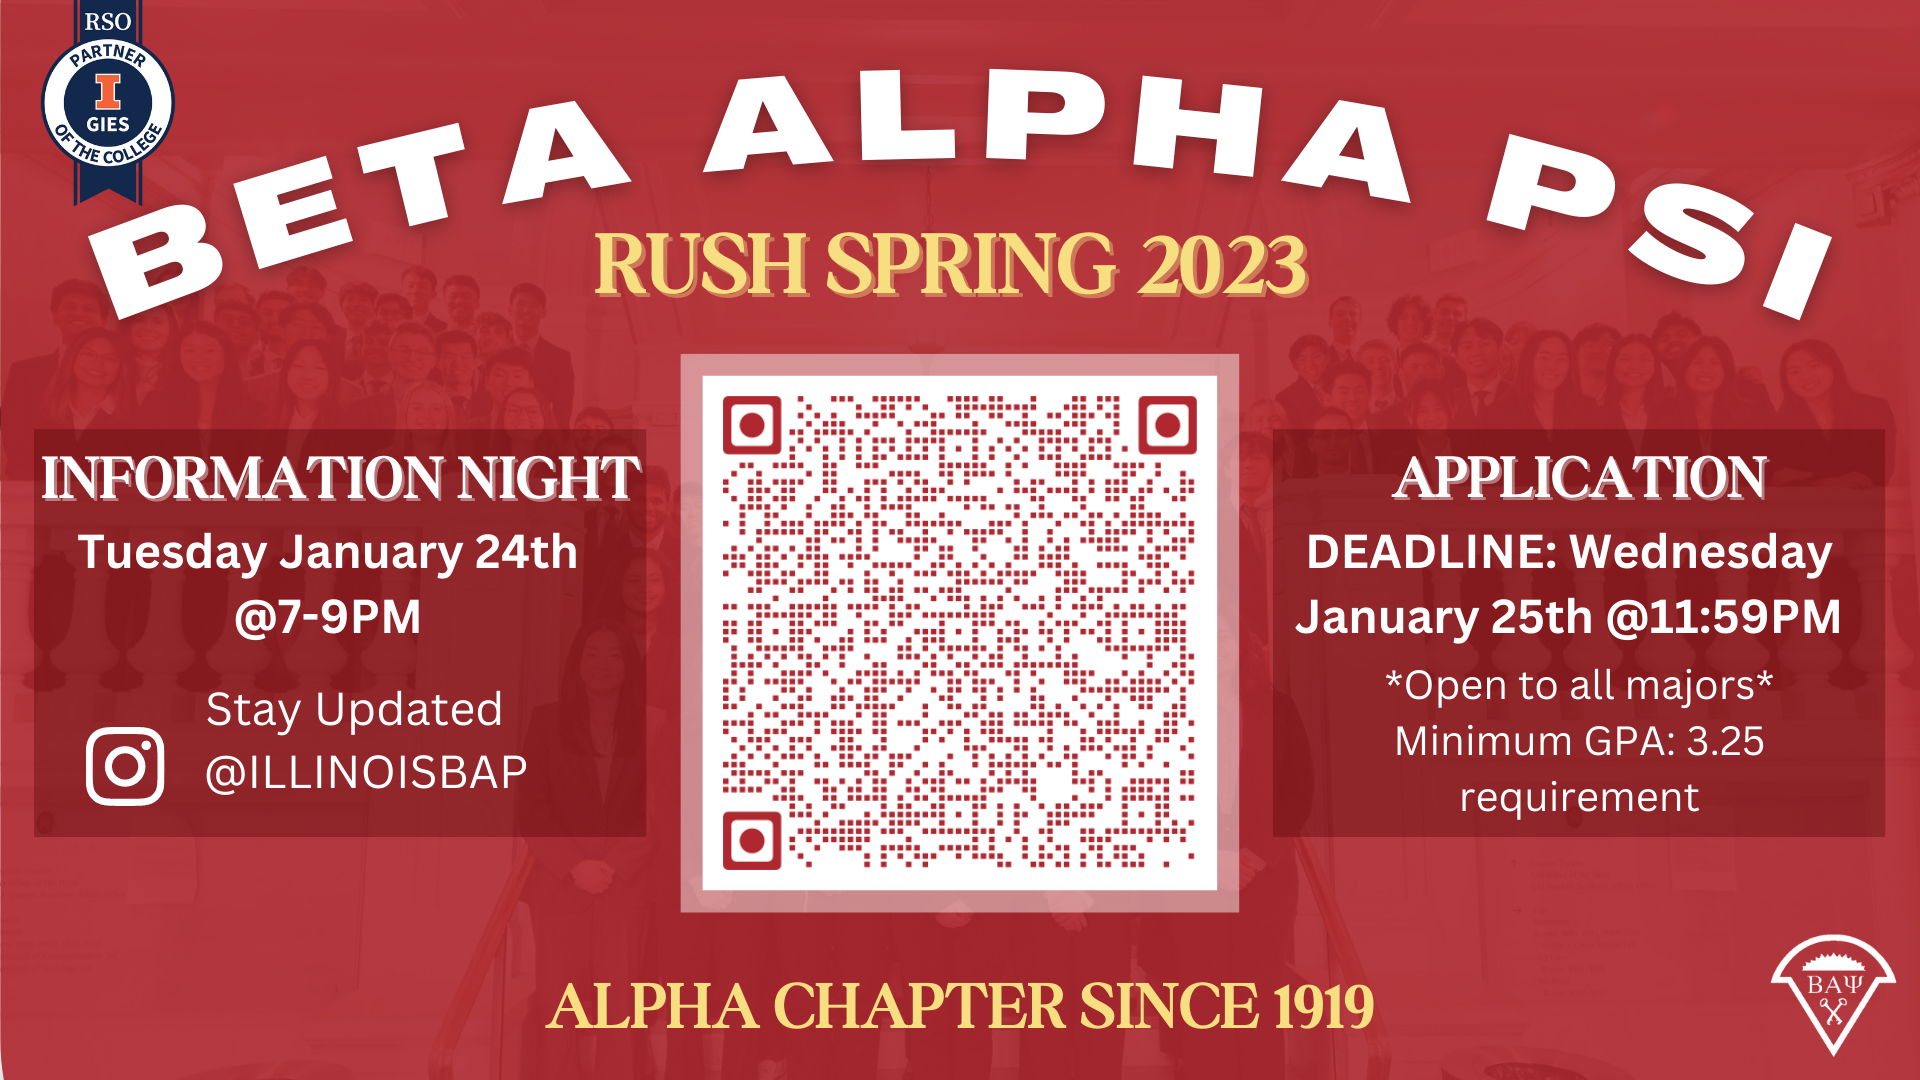 RSO
PARTNER
GIES
OF THE COLLEGE
BETA ALPHA PSI
RUSH SPRING 2023
INFORMATION NIGHT
Tuesday January 24th
@7-9PM
Stay Updated
@ILLINOISBAP
APPLICATION
DEADLINE: Wednesday
January 25th @11:59PM
*Open to all majors*
Minimum GPA: 3.25
requirement
ALPHA CHAPTER SINCE 1919
ΒΑΨ